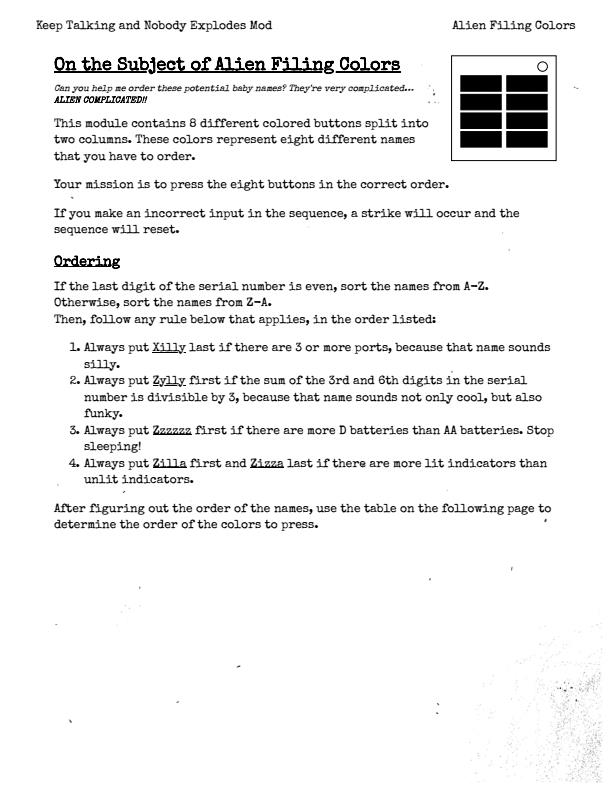 Keep Talking and Nobody Explodes Mod
Alien Filing Colors
On the Subject of Alien Filing Colors
Can you help me order these potential baby names? They're very complicated...
ALIEN COMPLICATED!!
This module contains 8 different colored buttons split into
two columns. These colors represent eight different names
that you have to order.
Your mission is to press the eight buttons in the correct order.
If you make an incorrect input in the sequence, a strike will occur and the
sequence will reset.
Ordering
If the last digit of the serial number is even, sort the names from A-Z.
Otherwise, sort the names from Z-A.
Then, follow any rule below that applies, in the order listed:
1. Always put Xilly last if there are 3 or more ports, because that name sounds
silly.
2. Always put Zylly first if the sum of the 3rd and 6th digits in the serial
number is divisible by 3, because that name sounds not only cool, but also
funky.
3. Always put Zzzzzz first if there are more D batteries than AA batteries. Stop
sleeping!
4. Always put Zilla first and Zizza last if there are more lit indicators than
unlit indicators.
After figuring out the order of the names, use the table on the following page to
determine the order of the colors to press.